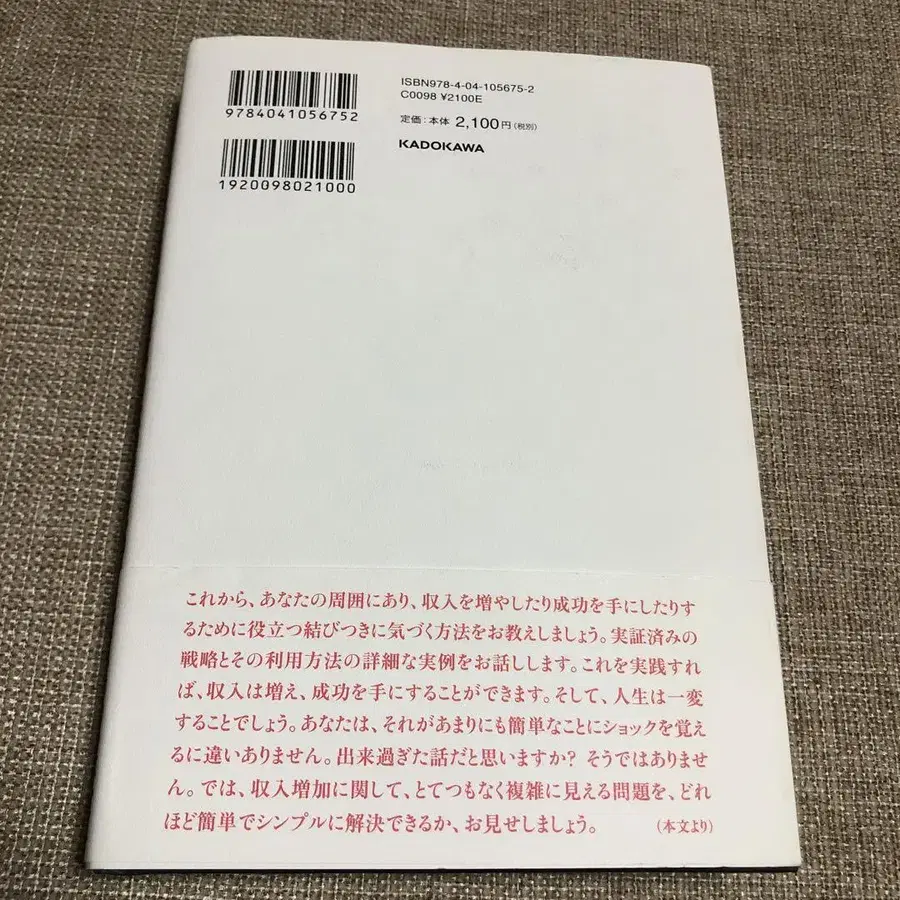 9784041056752
1920098021000
ISBN978-4-04-105675-2
C0098 ¥2100E
定価：本体 2,100円（税別）
KADOKAWA
これから、あなたの周囲にあり、収入を増やしたり成功を手にしたりす
るために役立つ結びつきに気づく方法をお教えしましょう。実証済みの
戦略とその利用方法の詳細な実例をお話しします。これを実践すれ
ば、収入は増え、成功を手にすることができます。そして、人生は一変
することでしょう。あなたは、それがあまりにも簡単なことにショックを覚え
るに違いありません。出来過ぎた話だと思いますか？ そうではありませ
ん。では、収入増加に関して、とてつもなく複雑に見える問題を、どれ
ほど簡単でシンプルに解決できるか、お見せしましょう。 （本文より）